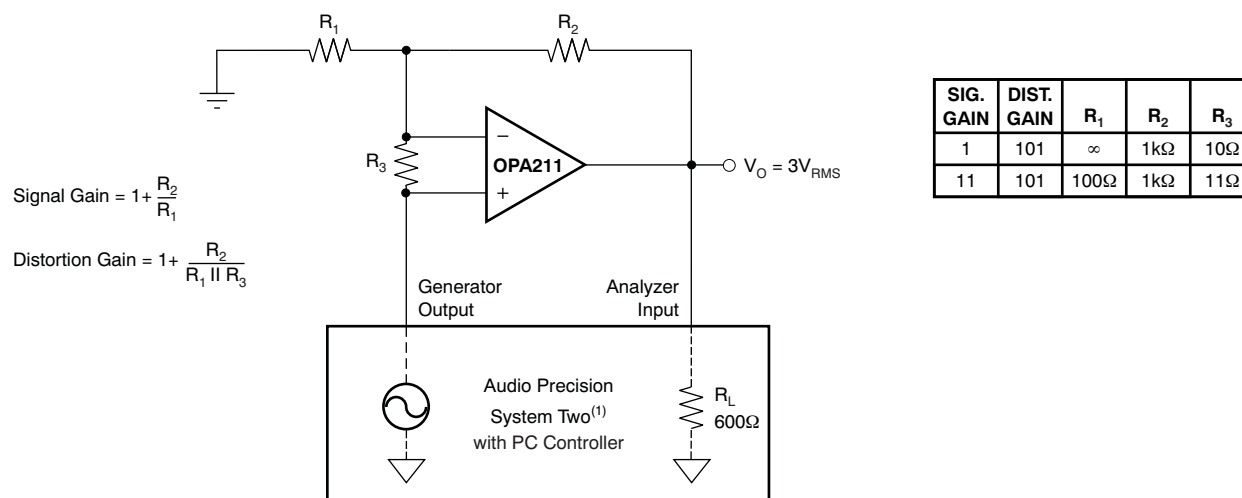 R1
R2
SIG. GAIN DIST. GAIN R1 R2 R3
1 101 ∞ 1kΩ 10Ω
11 101 100Ω 1kΩ 11Ω
−
R3
OPA211
+
VO = 3VRMS
Signal Gain = 1+ R2/R1
Distortion Gain = 1+ R2/(R1 II R3)
Generator
Output
Analyzer
Input
Audio Precision
System Two(1)
with PC Controller
RL
600Ω